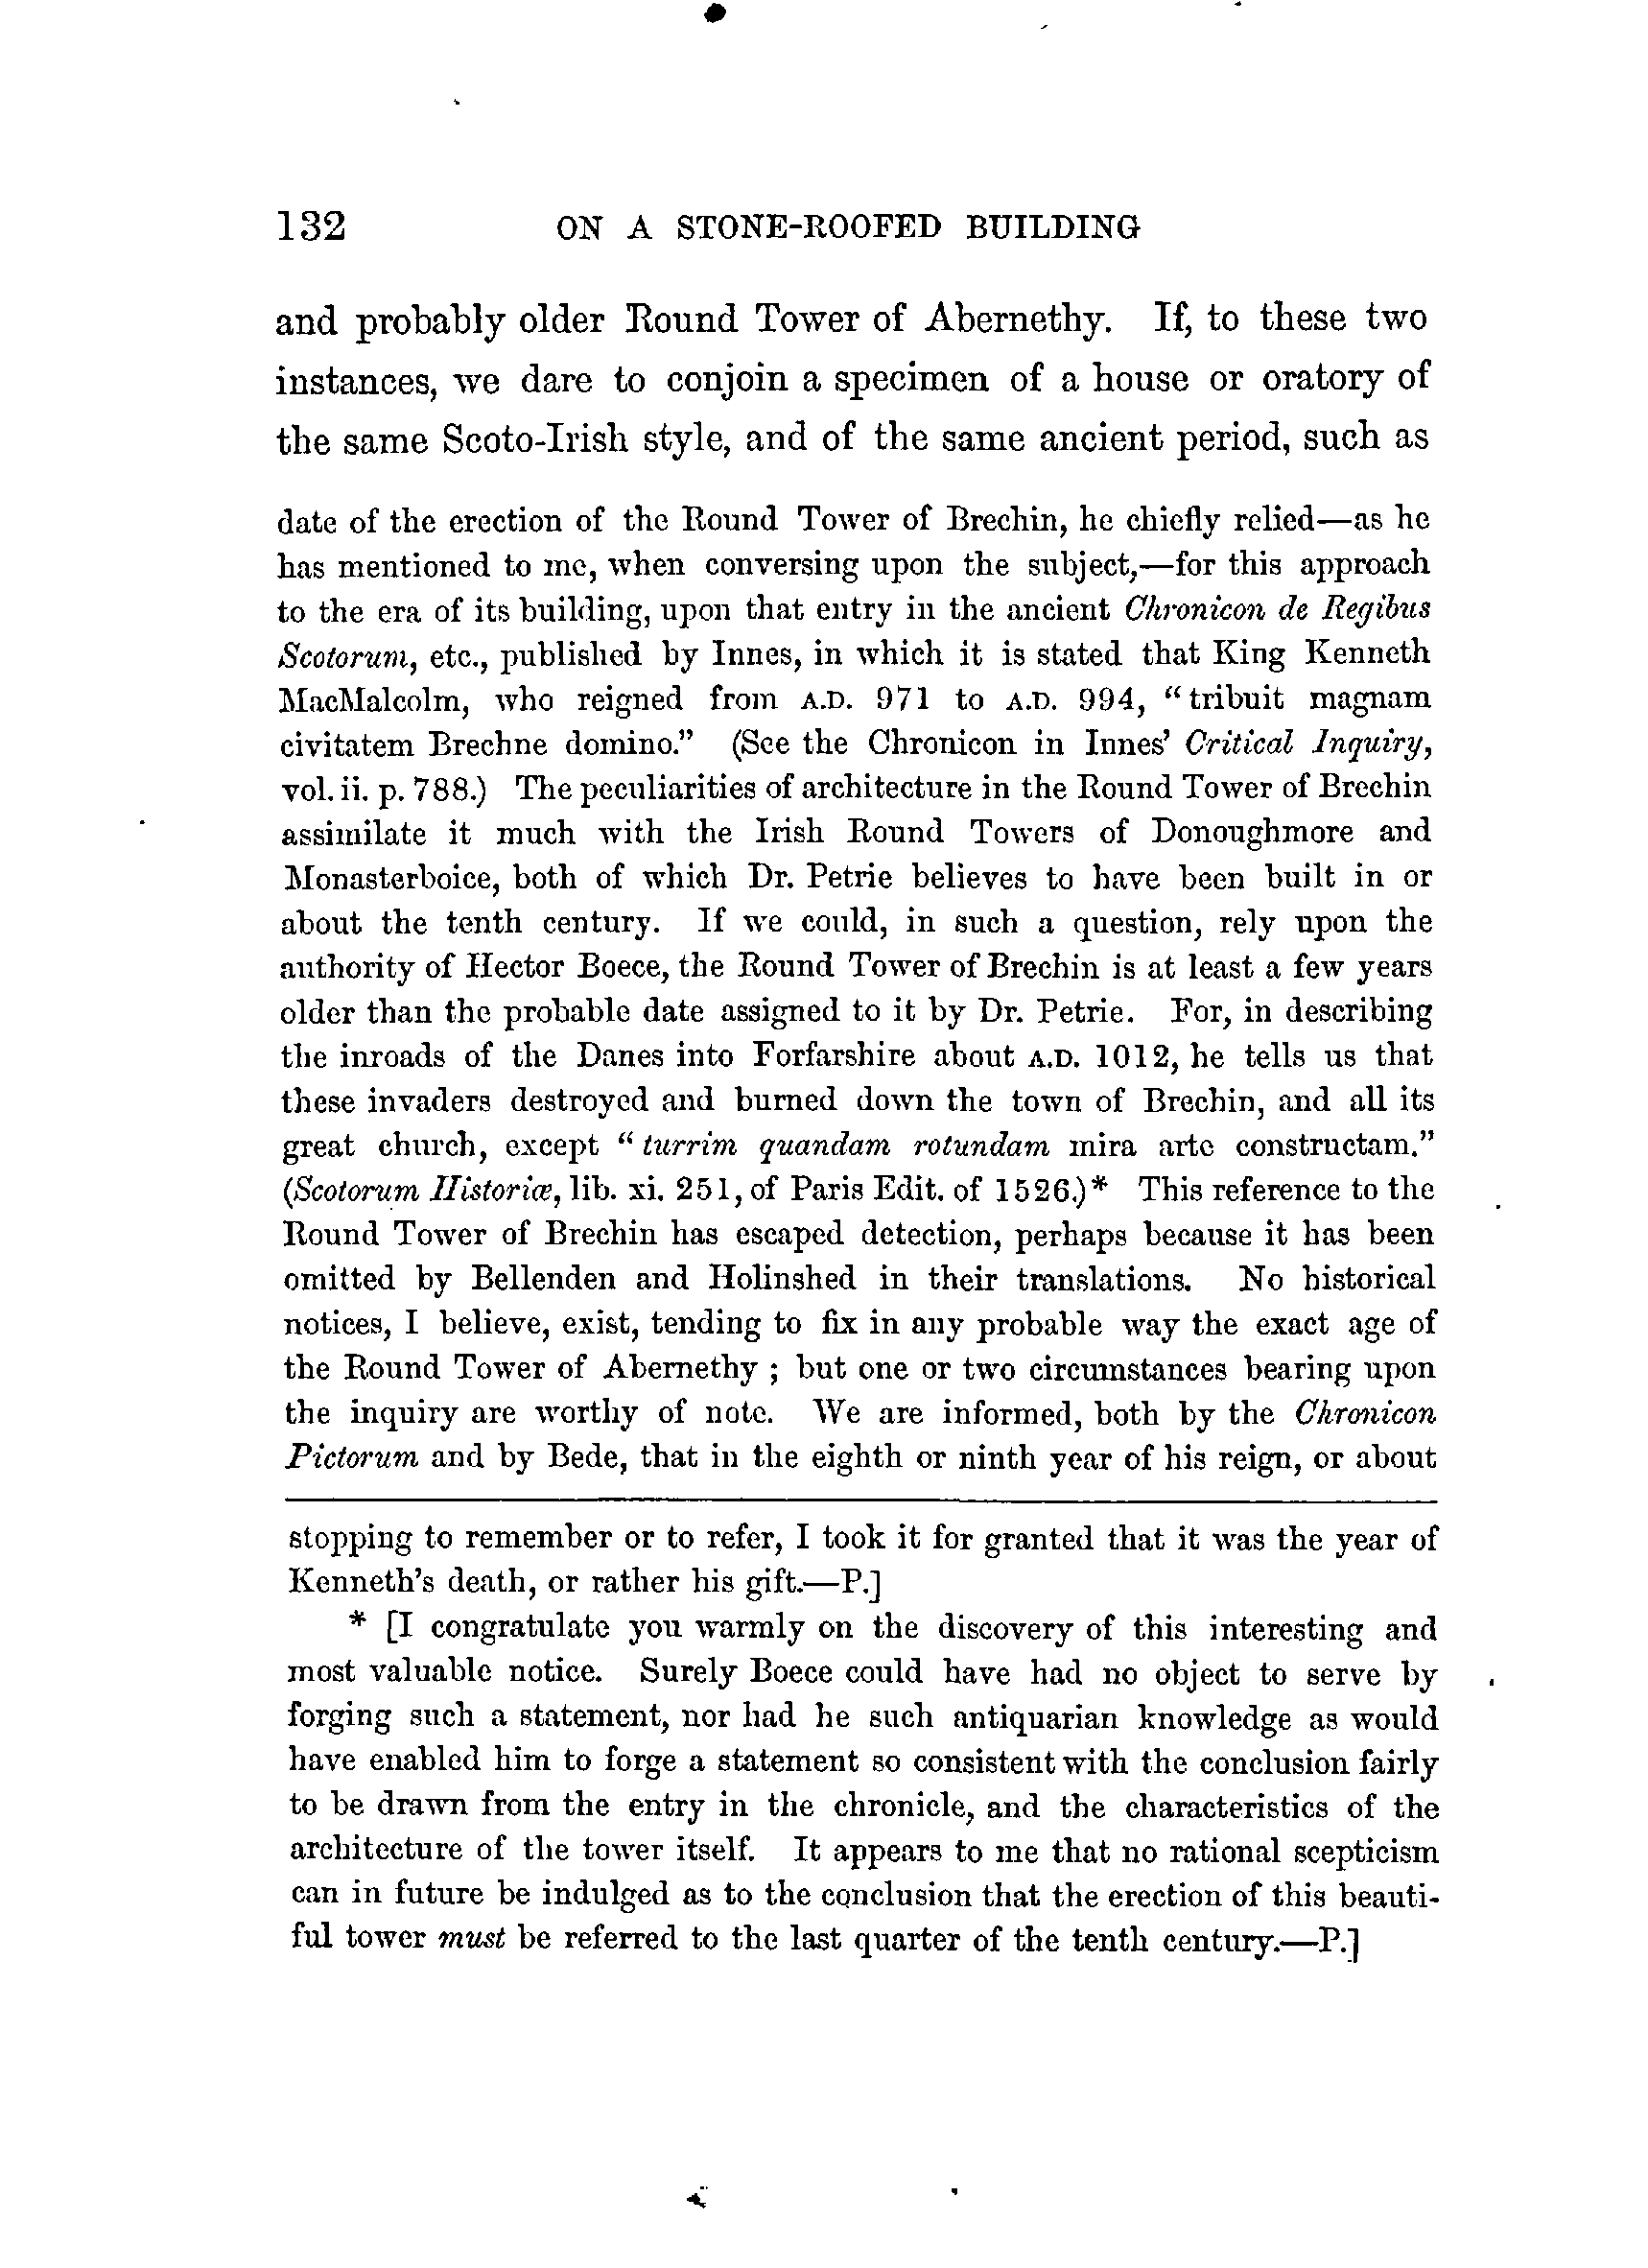 132 ON A STONE-ROOFED BUILDING
and probably older Round Tower of Abernethy. If, to these two
instances, we dare to conjoin a specimen of a house or oratory of
the same Scoto-Irish style, and of the same ancient period, such as
date of the erection of the Round Tower of Brechin, he chiefly relied—as he
has mentioned to me, when conversing upon the subject,—for this approach
to the era of its building, upon that entry in the ancient Chronicon de Regibus
Scotorum, etc., published by Innes, in which it is stated that King Kenneth
MacMalcolm, who reigned from A.D. 971 to A.D. 994, “tribuit magnam
civitatem Brechne domino.” (See the Chronicon in Innes’ Critical Inquiry,
vol. ii. p. 788.) The peculiarities of architecture in the Round Tower of Brechin
assimilate it much with the Irish Round Towers of Donoughmore and
Monasterboice, both of which Dr. Petrie believes to have been built in or
about the tenth century. If we could, in such a question, rely upon the
authority of Hector Boece, the Round Tower of Brechin is at least a few years
older than the probable date assigned to it by Dr. Petrie. For, in describing
the inroads of the Danes into Forfarshire about A.D. 1012, he tells us that
these invaders destroyed and burned down the town of Brechin, and all its
great church, except “turrim quandam rotundam mira arte constructam.”
(Scotorum Historiæ, lib. xi. 251, of Paris Edit. of 1526.)* This reference to the
Round Tower of Brechin has escaped detection, perhaps because it has been
omitted by Bellenden and Holinshed in their translations. No historical
notices, I believe, exist, tending to fix in any probable way the exact age of
the Round Tower of Abernethy ; but one or two circumstances bearing upon
the inquiry are worthy of note. We are informed, both by the Chronicon
Pictorum and by Bede, that in the eighth or ninth year of his reign, or about
stopping to remember or to refer, I took it for granted that it was the year of
Kenneth’s death, or rather his gift.—P.]
* [I congratulate you warmly on the discovery of this interesting and
most valuable notice. Surely Boece could have had no object to serve by
forging such a statement, nor had he such antiquarian knowledge as would
have enabled him to forge a statement so consistent with the conclusion fairly
to be drawn from the entry in the chronicle, and the characteristics of the
architecture of the tower itself. It appears to me that no rational scepticism
can in future be indulged as to the conclusion that the erection of this beauti-
ful tower must be referred to the last quarter of the tenth century.—P.]